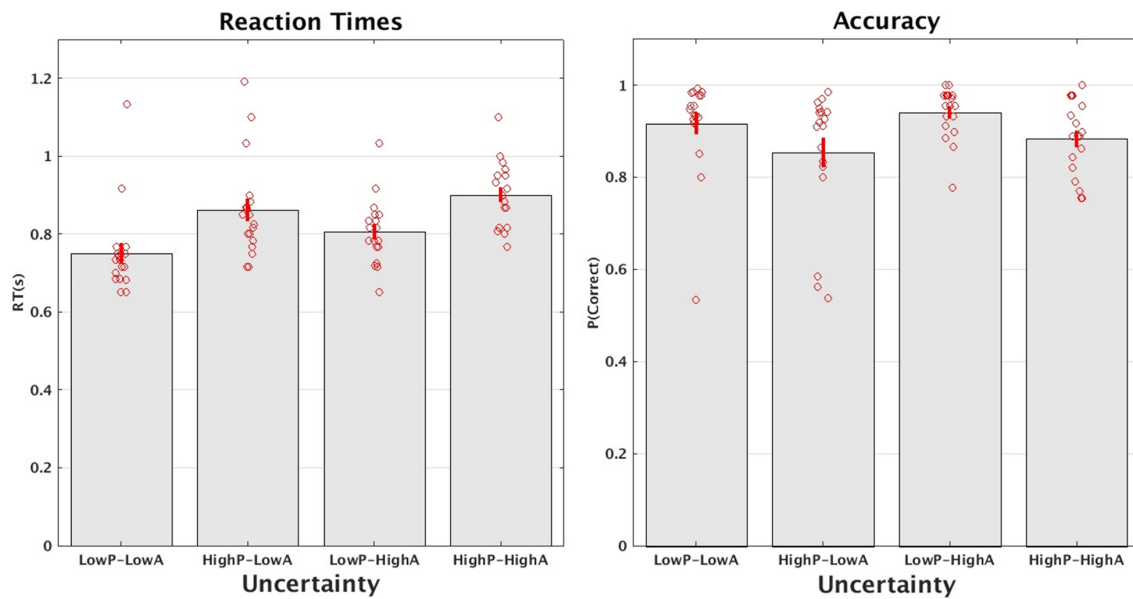 Reaction Times
RT(s)
1.2
1
0.8
0.6
0.4
0.2
0
LowP-LowA HighP-LowA LowP-HighA HighP-HighA
Uncertainty
Accuracy
P(Correct)
1
0.8
0.6
0.4
0.2
0
LowP-LowA HighP-LowA LowP-HighA HighP-HighA
Uncertainty